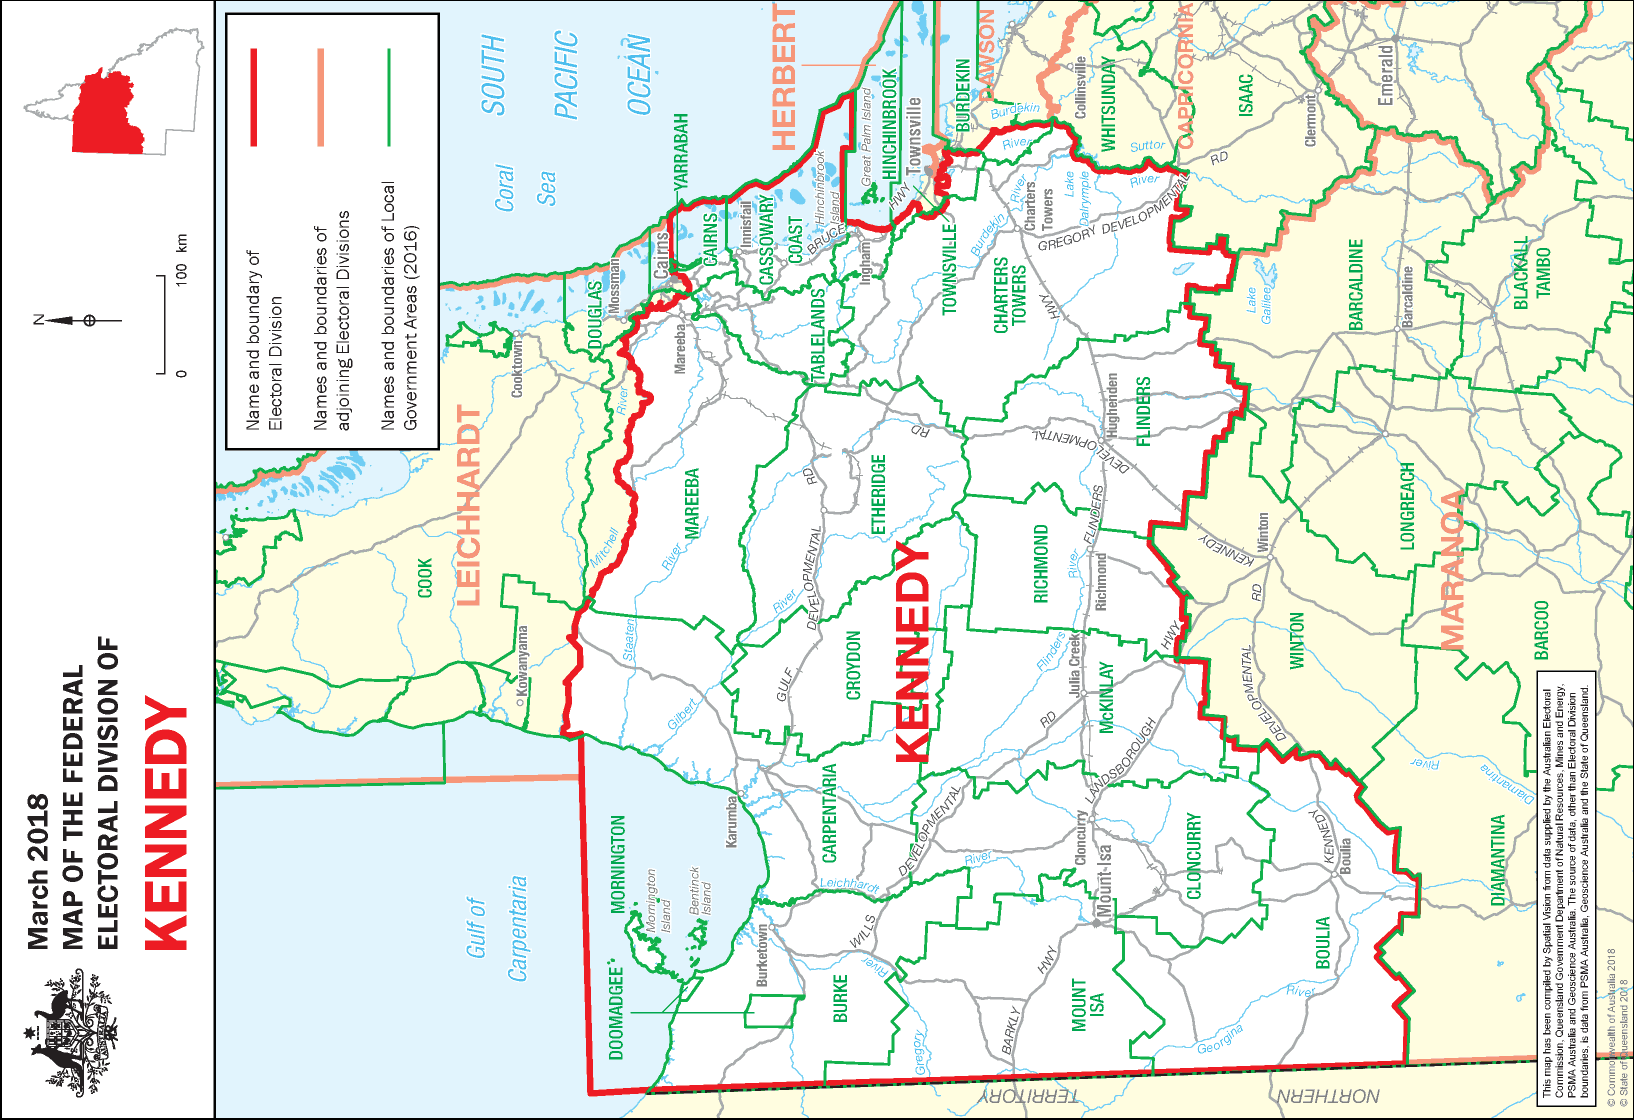 March 2018
MAP OF THE FEDERAL
ELECTORAL DIVISION OF
KENNEDY
N
0
100 km
Name and boundary of
Electoral Division
Names and boundaries of
adjoining Electoral Divisions
Names and boundaries of Local
Government Areas (2016)
SOUTH
PACIFIC
OCEAN
Coral
Sea
Gulf of
Carpentaria
LEICHHARDT
HERBERT
DAWSON
CAPRICORNIA
MARANOA
KENNEDY
COOK
Cooktown
Kowanyama
DOUGLAS
Mossman
Cairns
YARRABAH
CAIRNS
Innisfail
CASSOWARY
COAST
BRUCE
HWY
Hinchinbrook
Island
Great Palm Island
HINCHINBROOK
Townsville
Ingham
TOWNSVILLE
BURDEKIN
Burdekin
River
Collinsville
WHITSUNDAY
Suttor
River
ISAAC
Clermont
RD
Emerald
Mareeba
TABLELANDS
CHARTERS
TOWERS
Charters
Towers
Burdekin
River
Lake
Dalrymple
GREGORY DEVELOPMENTAL
HWY
Lake
Galilee
BARCALDINE
Barcaldine
BLACKALL
TAMBO
River
Mitchell
MAREEBA
River
Staaten
RD
ETHERIDGE
RD
DEVELOPMENTAL
Hughenden
FLINDERS
DEVELOPMENTAL
FLINDERS
RICHMOND
River
Richmond
Flinders
Julia Creek
McKINLAY
HWY
KENNEDY
Winton
RD
WINTON
DEVELOPMENTAL
LONGREACH
BARCOO
River
Diamantina
DIAMANTINA
River
DEVELOPMENTAL
GULF
CROYDON
Gilbert
Karumba
CARPENTARIA
RD
LANDSBOROUGH
DEVELOPMENTAL
River
Leichhardt
Cloncurry
Mount-Isa
CLONCURRY
KENNEDY
Boulia
BOULIA
MORNINGTON
Mornington
Island
Bentinck
Island
DOOMADGEE
Burketown
WILLS
River
BURKE
Gregory
HWY
BARKLY
MOUNT
ISA
River
Georgina
TERRITORY
NORTHERN
This map has been compiled by Spatial Vision from data supplied by the Australian Electoral
Commission, Queensland Government Department of Natural Resources, Mines and Energy,
PSMA Australia and Geoscience Australia. The source of data, other than Electoral Division
boundaries, is data from PSMA Australia, Geoscience Australia and the State of Queensland.
© Commonwealth of Australia 2018
© State of Queensland 2018